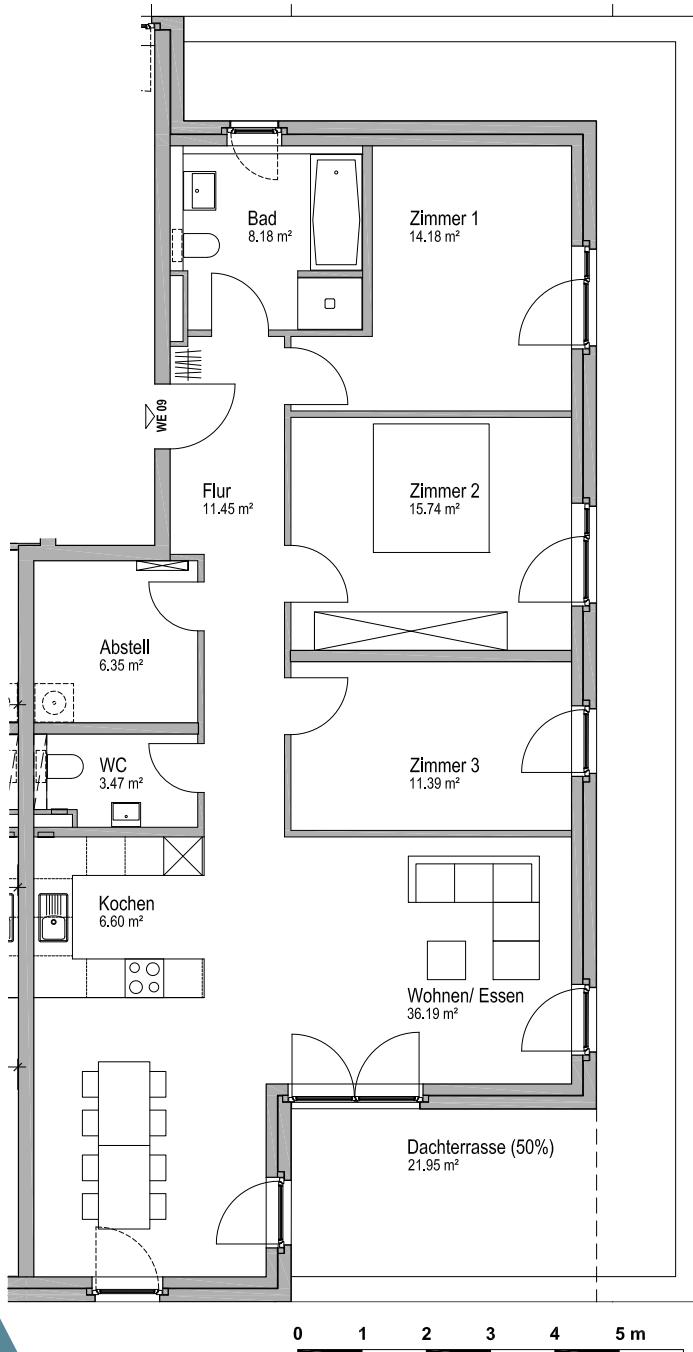 Bad
8.18 m²
Zimmer 1
14.18 m²
WE 09
Flur
11.45 m²
Zimmer 2
15.74 m²
Abstell
6.35 m²
WC
3.47 m²
Zimmer 3
11.39 m²
Kochen
6.60 m²
Wohnen/ Essen
36.19 m²
Dachterrasse (50%)
21.95 m²
0 1 2 3 4 5 m